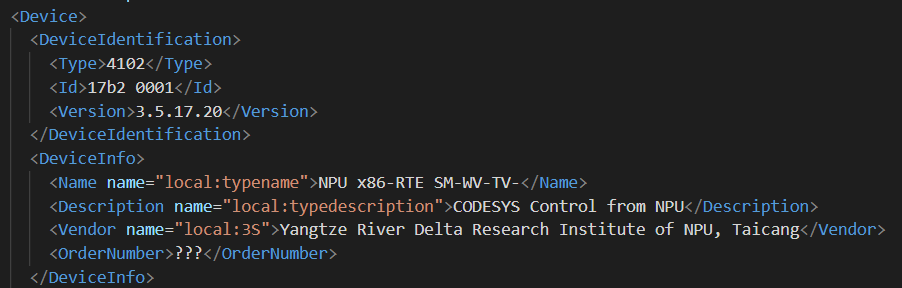 <Device>
<DeviceIdentification>
<Type>4102</Type>
<Id>17b2 0001</Id>
<Version>3.5.17.20</Version>
</DeviceIdentification>
<DeviceInfo>
<Name name="local:typename">NPU x86-RTE SM-WV-TV-</Name>
<Description name="local:typedescription">CODESYS Control from NPU</Description>
<Vendor name="local:3S">Yangtze River Delta Research Institute of NPU, Taicang</Vendor>
<OrderNumber>???</OrderNumber>
</DeviceInfo>